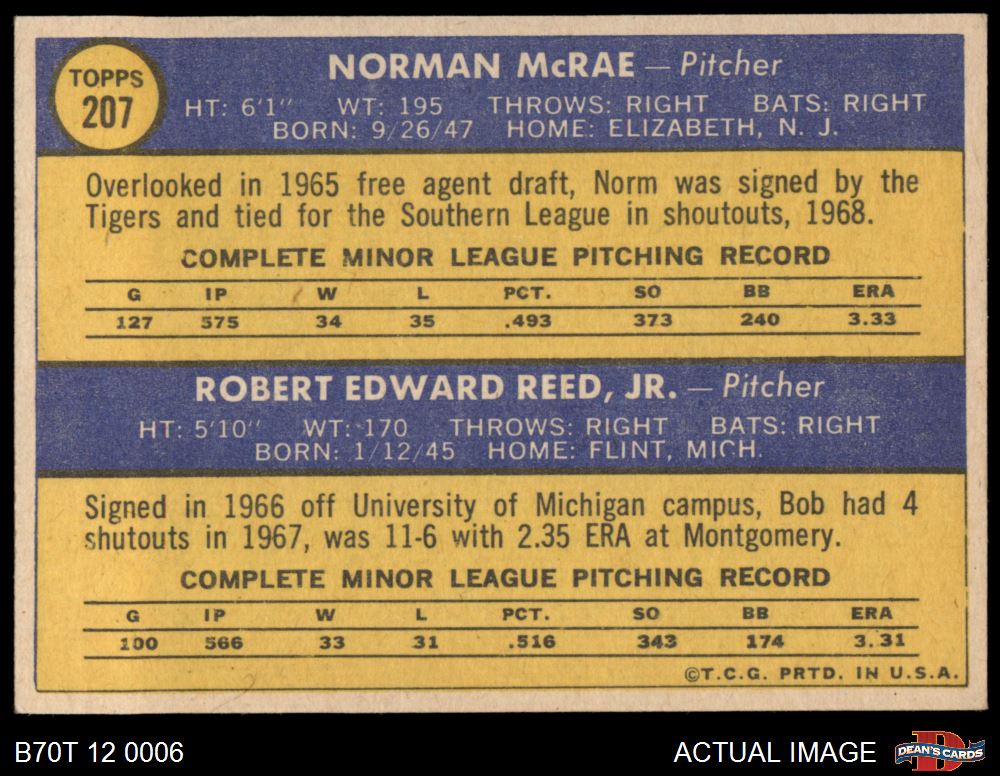 TOPPS
207
NORMAN McRAE — Pitcher
HT: 6'1" WT: 195 THROWS: RIGHT BATS: RIGHT
BORN: 9/26/47 HOME: ELIZABETH, N. J.
Overlooked in 1965 free agent draft, Norm was signed by the
Tigers and tied for the Southern League in shoutouts, 1968.
COMPLETE MINOR LEAGUE PITCHING RECORD
G IP W L PCT. SO BB ERA
127 575 34 35 .493 373 240 3.33
ROBERT EDWARD REED, JR. — Pitcher
HT: 5'10" WT: 170 THROWS: RIGHT BATS: RIGHT
BORN: 1/12/45 HOME: FLINT, MICH.
Signed in 1966 off University of Michigan campus, Bob had 4
shutouts in 1967, was 11-6 with 2.35 ERA at Montgomery.
COMPLETE MINOR LEAGUE PITCHING RECORD
G IP W L PCT. SO BB ERA
100 566 33 31 .516 343 174 3.31
©T.C.G. PRTD. IN U.S.A.
B70T 12 0006
ACTUAL IMAGE
DEAN'S CARDS